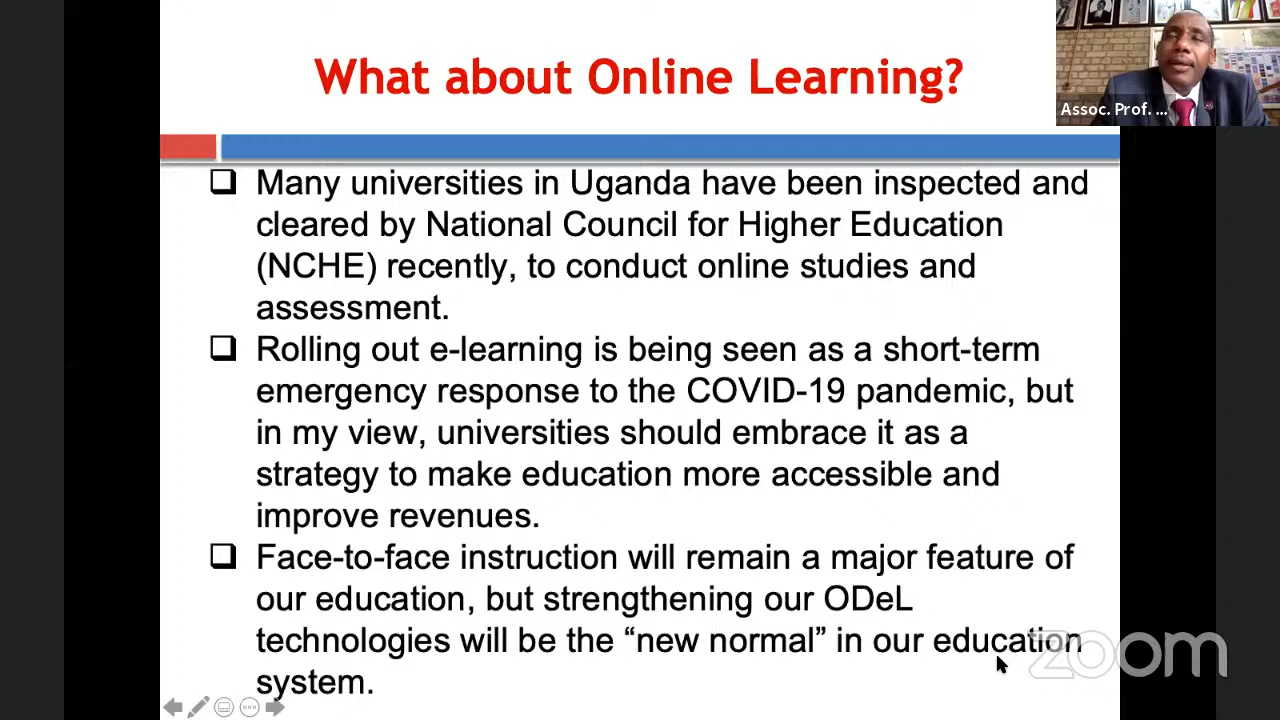 What about Online Learning?
Assoc. Prof. ...
Many universities in Uganda have been inspected and
cleared by National Council for Higher Education
(NCHE) recently, to conduct online studies and
assessment.
Rolling out e-learning is being seen as a short-term
emergency response to the COVID-19 pandemic, but
in my view, universities should embrace it as a
strategy to make education more accessible and
improve revenues.
Face-to-face instruction will remain a major feature of
our education, but strengthening our ODeL
technologies will be the “new normal” in our education
system.
zoom